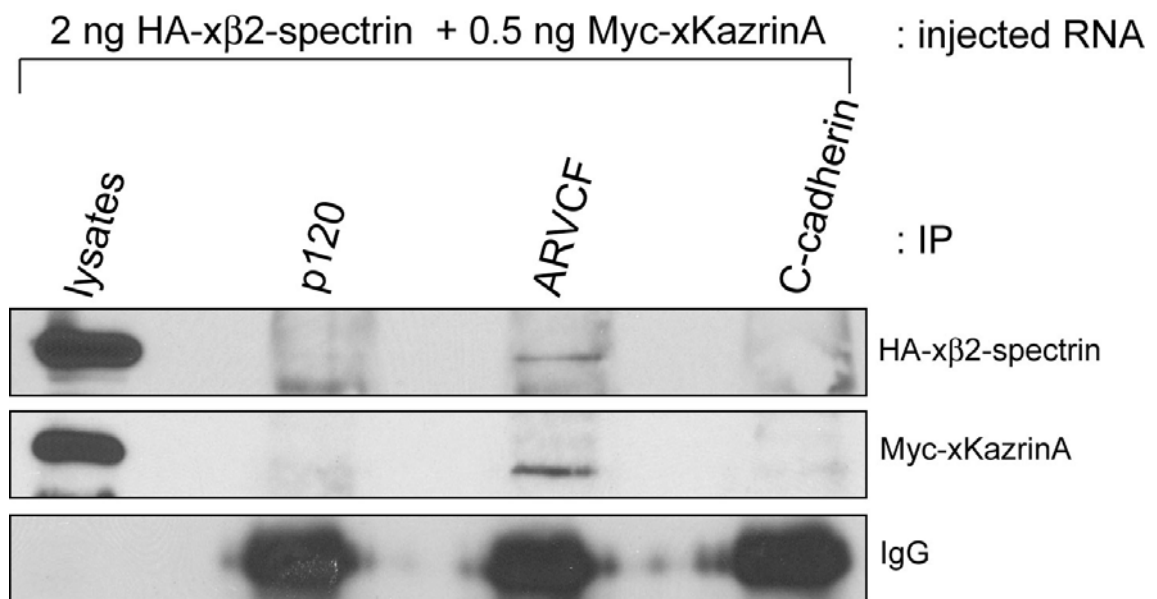 2 ng HA-xβ2-spectrin + 0.5 ng Myc-xKazrinA : injected RNA
lysates p120 ARVCF C-cadherin : IP
HA-xβ2-spectrin
Myc-xKazrinA
IgG